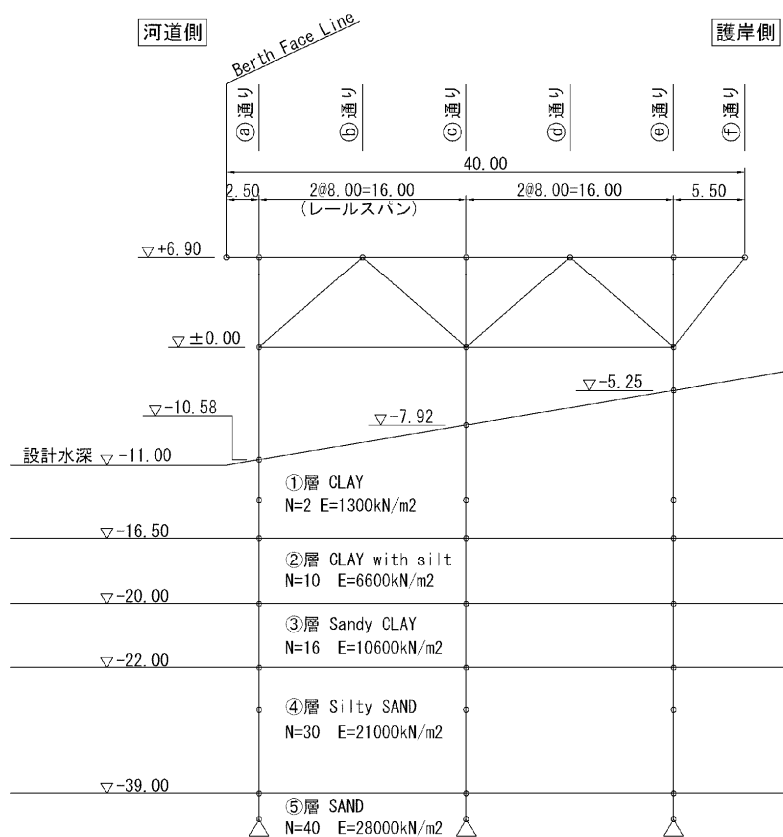 河道側
護岸側
Berth Face Line
ⓐ通り
ⓑ通り
ⓒ通り
ⓓ通り
ⓔ通り
ⓕ通り
40.00
2.50
2@8.00=16.00
(レールスパン)
2@8.00=16.00
5.50
▽+6.90
▽±0.00
▽-5.25
▽-10.58
▽-7.92
設計水深 ▽-11.00
①層 CLAY
N=2 E=1300kN/m2
▽-16.50
②層 CLAY with silt
N=10 E=6600kN/m2
▽-20.00
③層 Sandy CLAY
N=16 E=10600kN/m2
▽-22.00
④層 Silty SAND
N=30 E=21000kN/m2
▽-39.00
⑤層 SAND
N=40 E=28000kN/m2